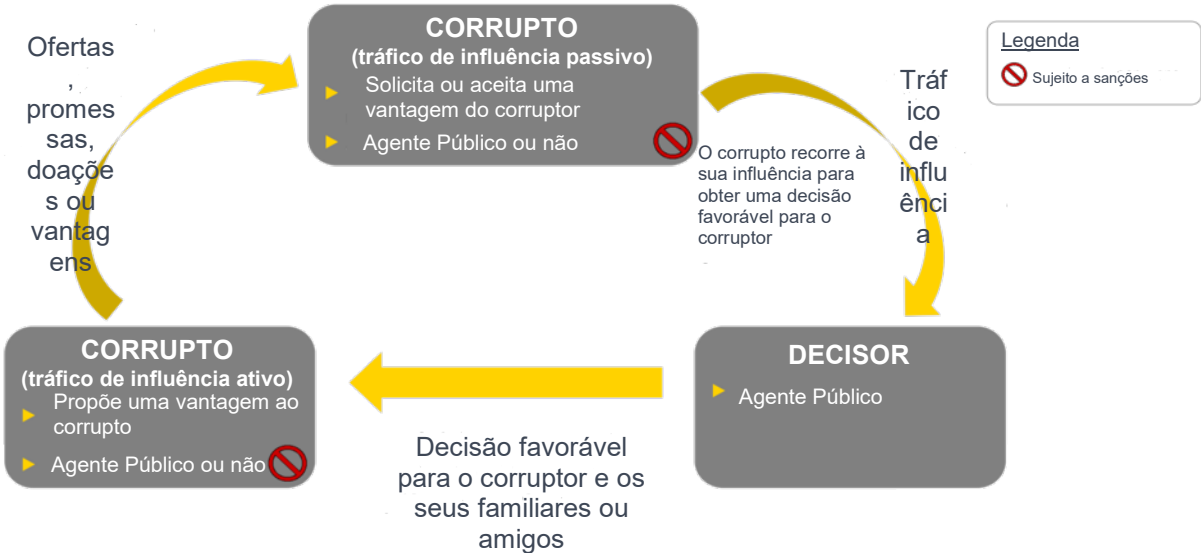 CORRUPTO
(tráfico de influência passivo)
Solicita ou aceita uma
vantagem do corruptor
Agente Público ou não
Legenda
Sujeito a sanções
Ofertas
,
promes
sas,
doaçõe
s ou
vantag
ens
Tráf
ico
de
influ
ênci
a
O corrupto recorre à
sua influência para
obter uma decisão
favorável para o
corruptor
CORRUPTO
(tráfico de influência ativo)
Propõe uma vantagem ao
corrupto
Agente Público ou não
DECISOR
Agente Público
Decisão favorável
para o corruptor e os
seus familiares ou
amigos